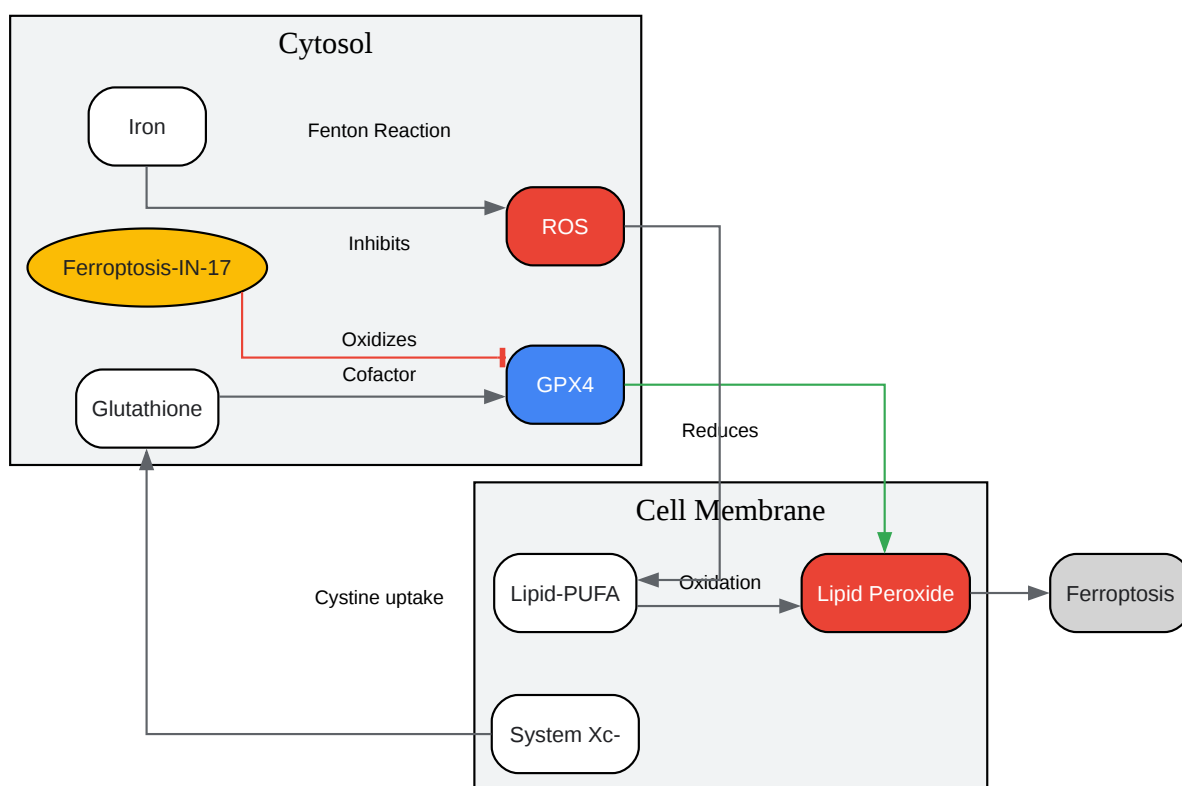 Cytosol
Iron
Fenton Reaction
ROS
Inhibits
Ferroptosis-IN-17
Oxidizes
Cofactor
GPX4
Glutathione
Reduces
Cell Membrane
Cystine uptake
Lipid-PUFA
Oxidation
Lipid Peroxide
Ferroptosis
System Xc-